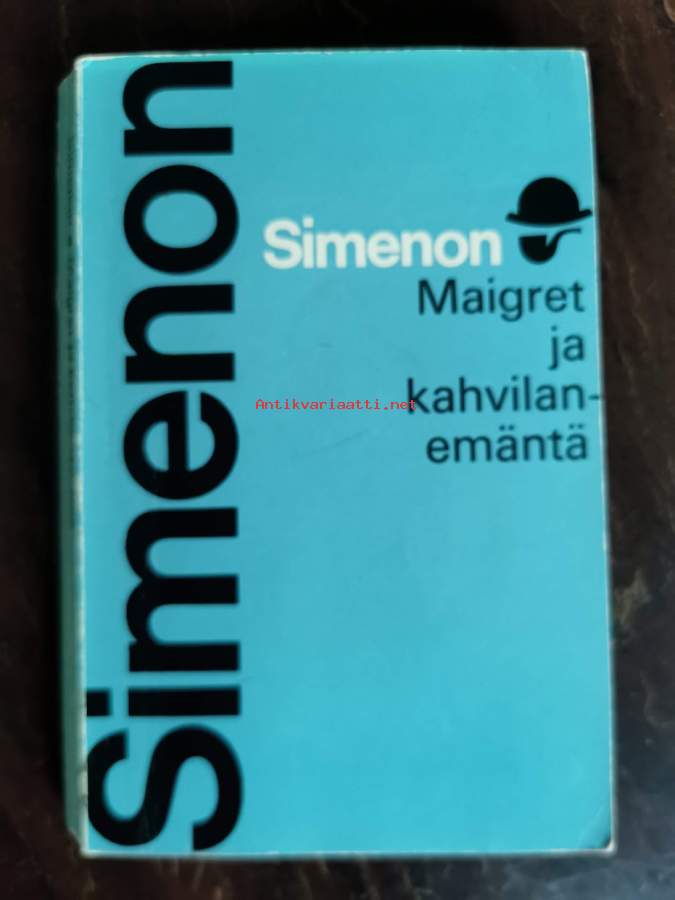 Simenon
Simenon
Maigret
ja
kahvilan-
emäntä
Antikvariaatti.net